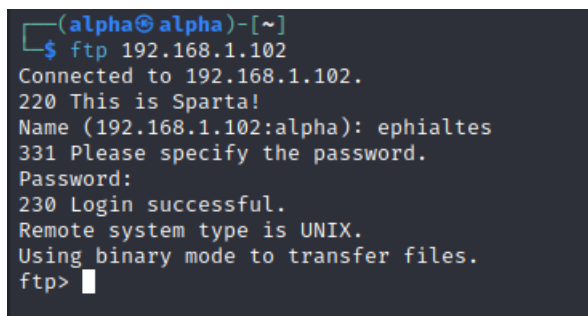 ┌──(alpha㉿alpha)-[~]
└─$ ftp 192.168.1.102
Connected to 192.168.1.102.
220 This is Sparta!
Name (192.168.1.102:alpha): ephialtes
331 Please specify the password.
Password:
230 Login successful.
Remote system type is UNIX.
Using binary mode to transfer files.
ftp>